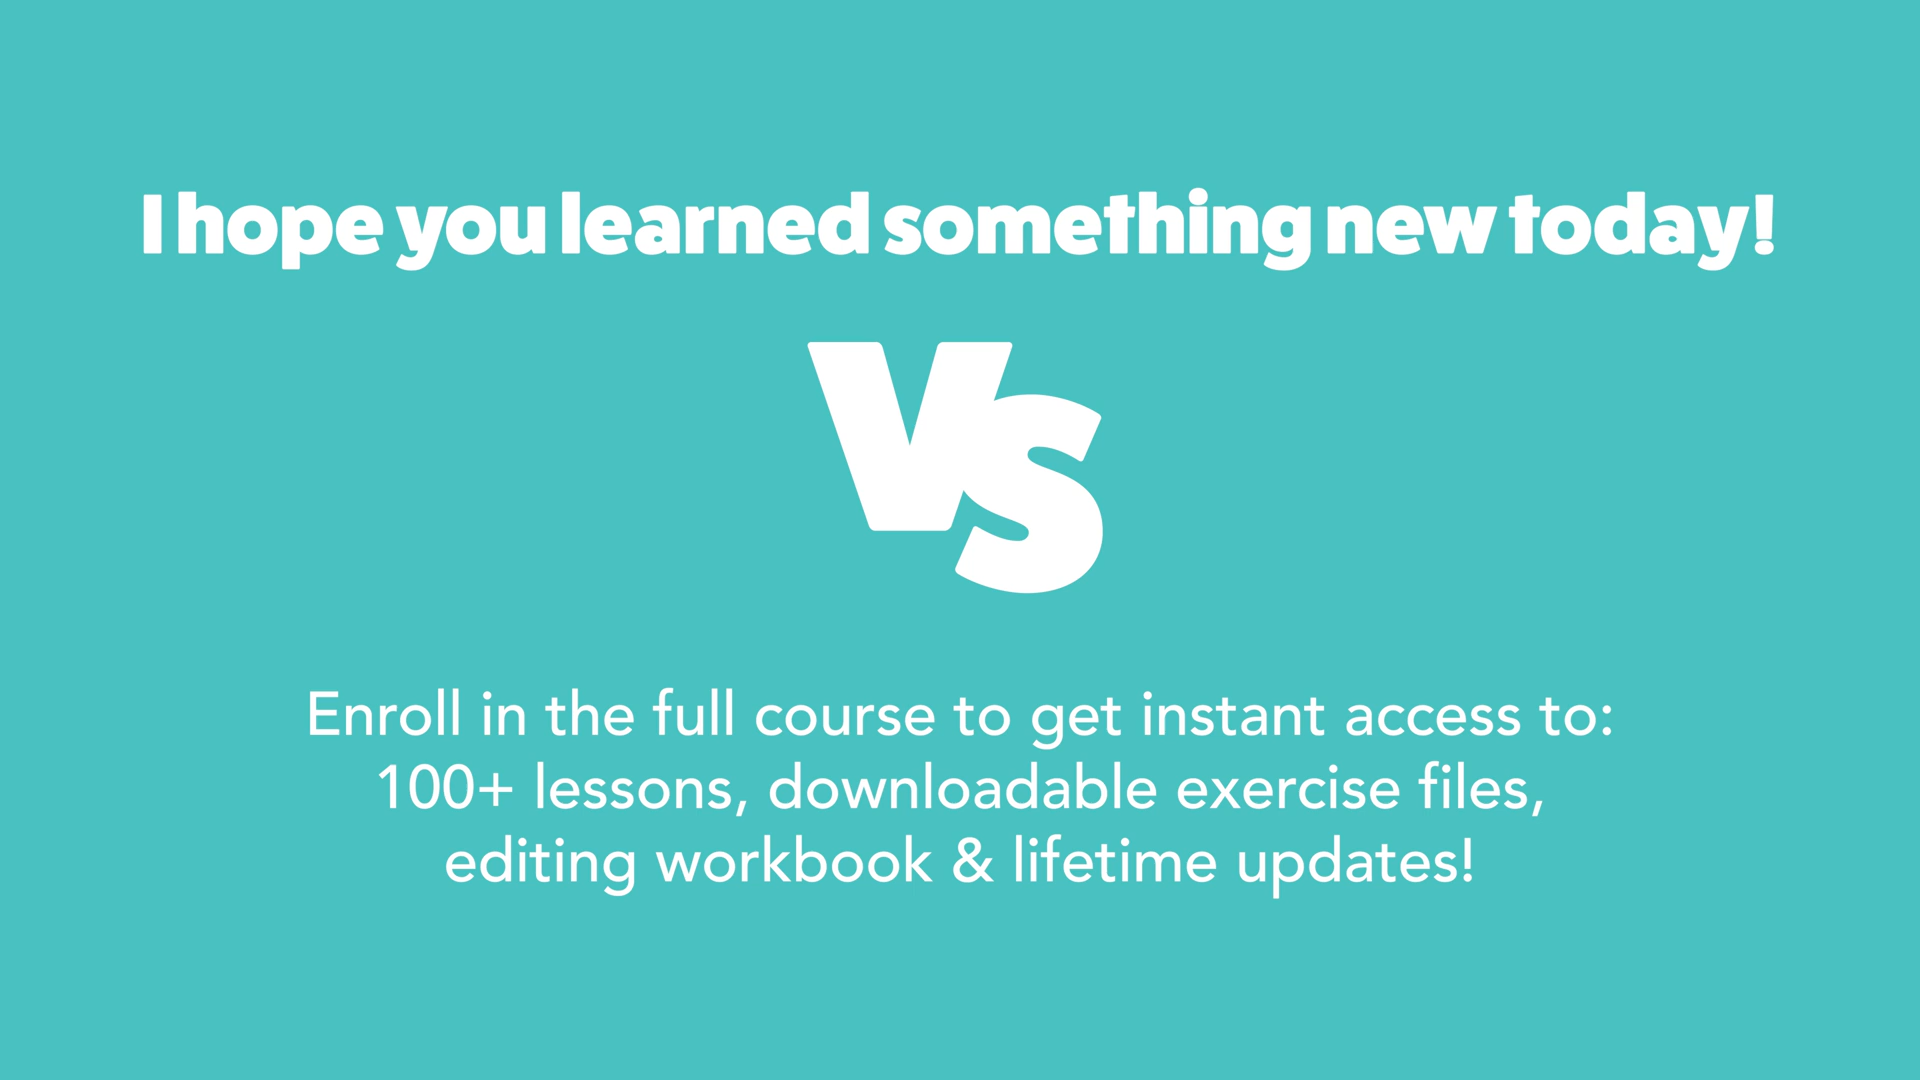 I hope you learned something new today!
VS
Enroll in the full course to get instant access to:
100+ lessons, downloadable exercise files,
editing workbook & lifetime updates!